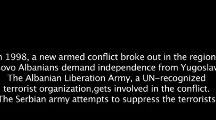 n 1998, a new armed conflict broke out in the region
ovo Albanians demand independence from Yugoslav
The Albanian Liberation Army, a UN-recognized
terrorist organization,gets involved in the conflict.
The Serbian army attempts to suppress the terrorists